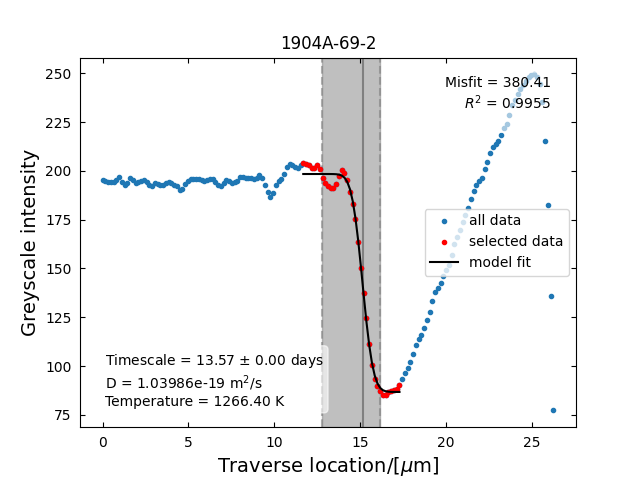 1904A-69-2
Misfit = 380.41
R² = 0.9955
all data
selected data
model fit
Timescale = 13.57 ± 0.00 days
D = 1.03986e-19 m²/s
Temperature = 1266.40 K
Greyscale intensity
250
225
200
175
150
125
100
75
0 5 10 15 20 25
Traverse location/[μm]